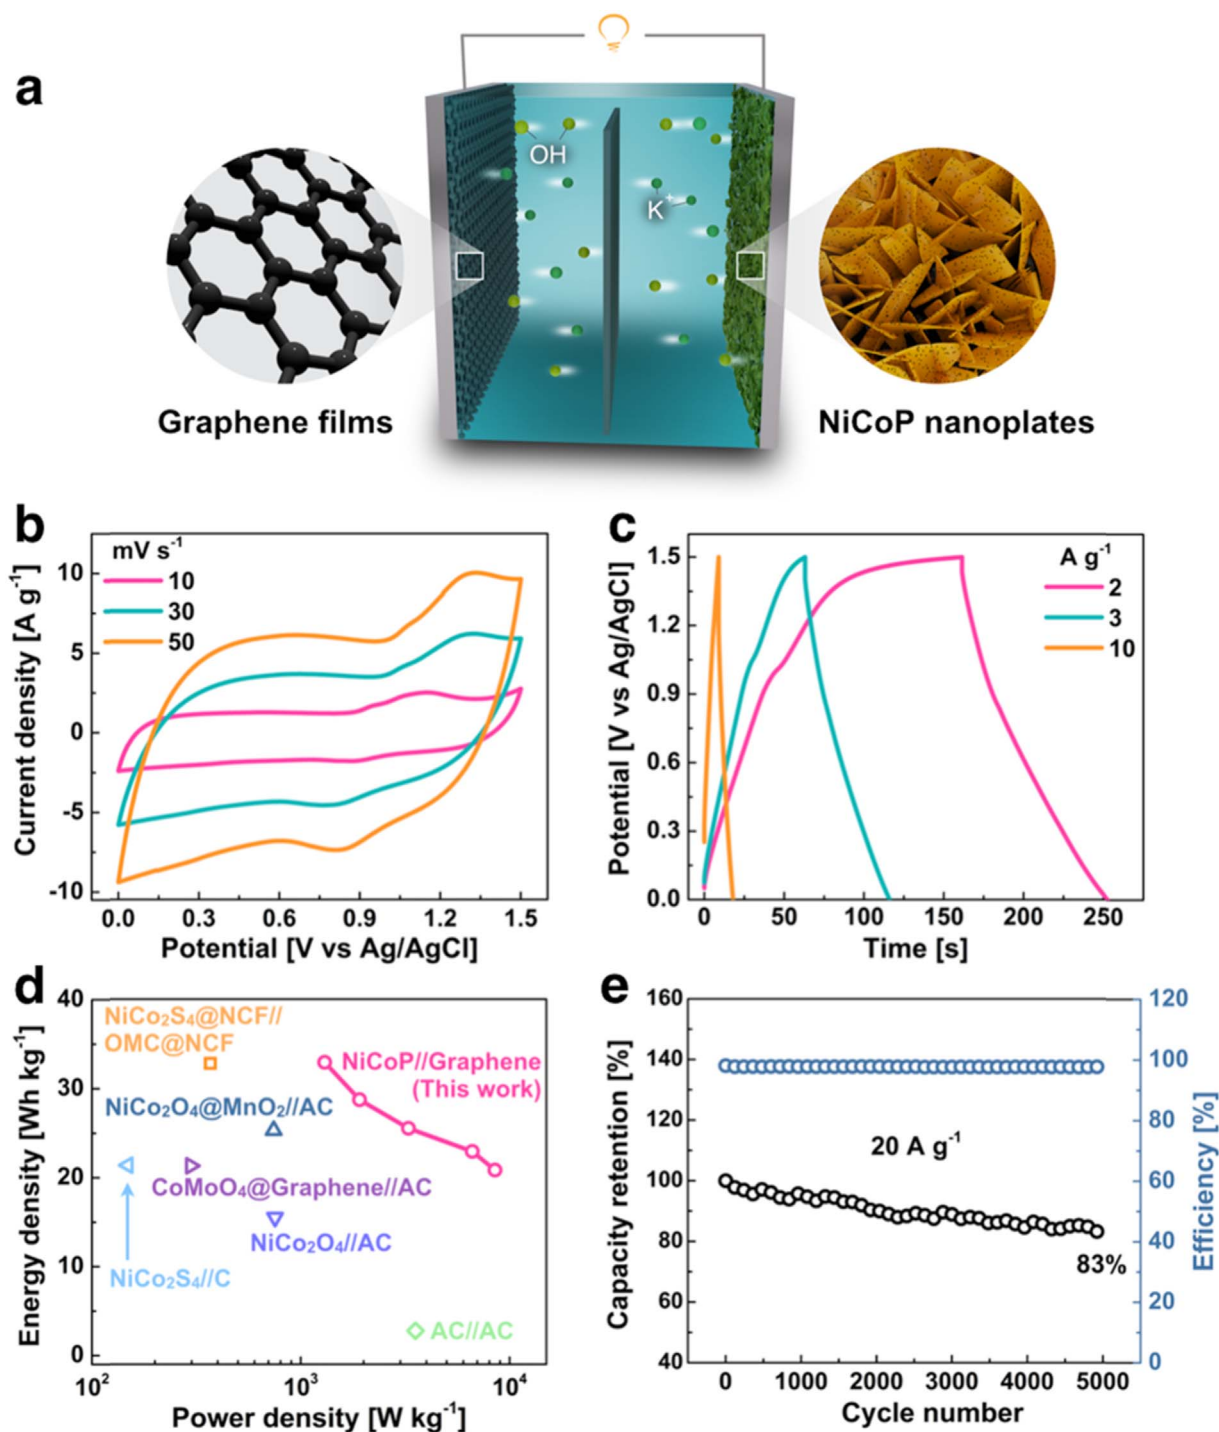 a
OH⁻
K⁺
Graphene films
NiCoP nanoplates
b
mV s⁻¹
10
30
50
10
5
0
-5
-10
Current density [A g⁻¹]
0.0 0.3 0.6 0.9 1.2 1.5
Potential [V vs Ag/AgCl]
c
A g⁻¹
2
3
10
1.5
1.2
0.9
0.6
0.3
0.0
Potential [V vs Ag/AgCl]
0 50 100 150 200 250
Time [s]
d
NiCo₂S₄@NCF//
OMC@NCF
NiCoP//Graphene
(This work)
NiCo₂O₄@MnO₂//AC
CoMoO₄@Graphene//AC
NiCo₂O₄//AC
NiCo₂S₄//C
AC//AC
40
30
20
10
0
Energy density [Wh kg⁻¹]
10² 10³ 10⁴
Power density [W kg⁻¹]
e
20 A g⁻¹
83%
160
140
120
100
80
60
40
Capacity retention [%]
120
100
80
60
40
20
0
Efficiency [%]
0 1000 2000 3000 4000 5000
Cycle number